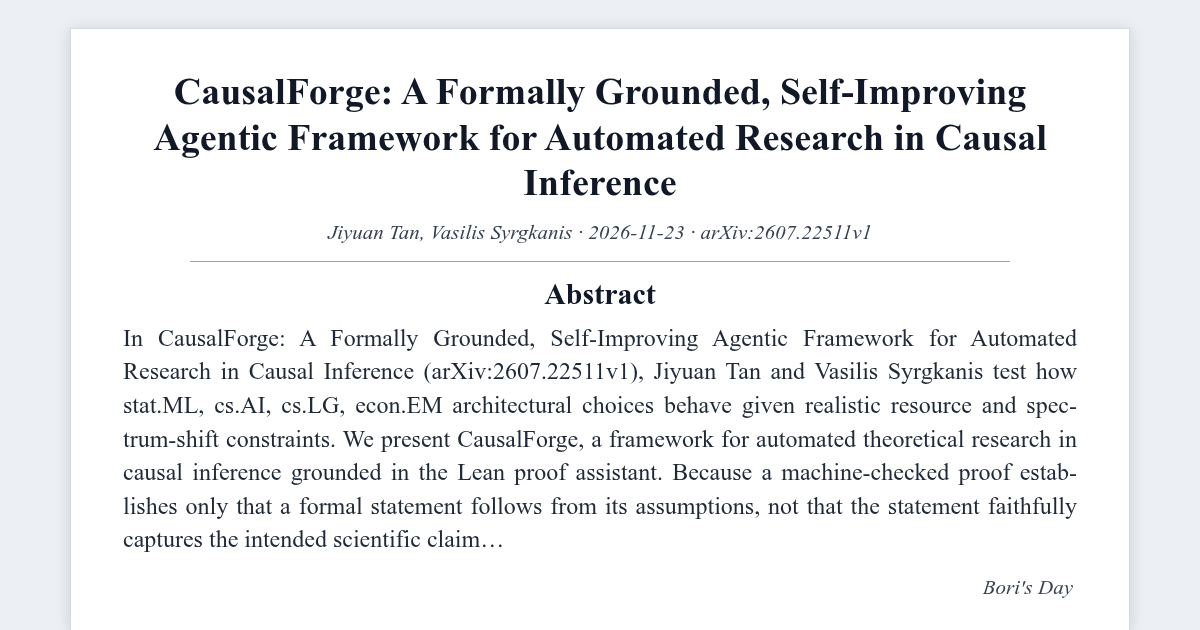 CausalForge: A Formally Grounded, Self-Improving
Agentic Framework for Automated Research in Causal
Inference
Jiyuan Tan, Vasilis Syrgkanis · 2026-11-23 · arXiv:2607.22511v1
Abstract
In CausalForge: A Formally Grounded, Self-Improving Agentic Framework for Automated
Research in Causal Inference (arXiv:2607.22511v1), Jiyuan Tan and Vasilis Syrgkanis test how
stat.ML, cs.AI, cs.LG, econ.EM architectural choices behave given realistic resource and spec-
trum-shift constraints. We present CausalForge, a framework for automated theoretical research in
causal inference grounded in the Lean proof assistant. Because a machine-checked proof estab-
lishes only that a formal statement follows from its assumptions, not that the statement faithfully
captures the intended scientific claim…
Bori's Day